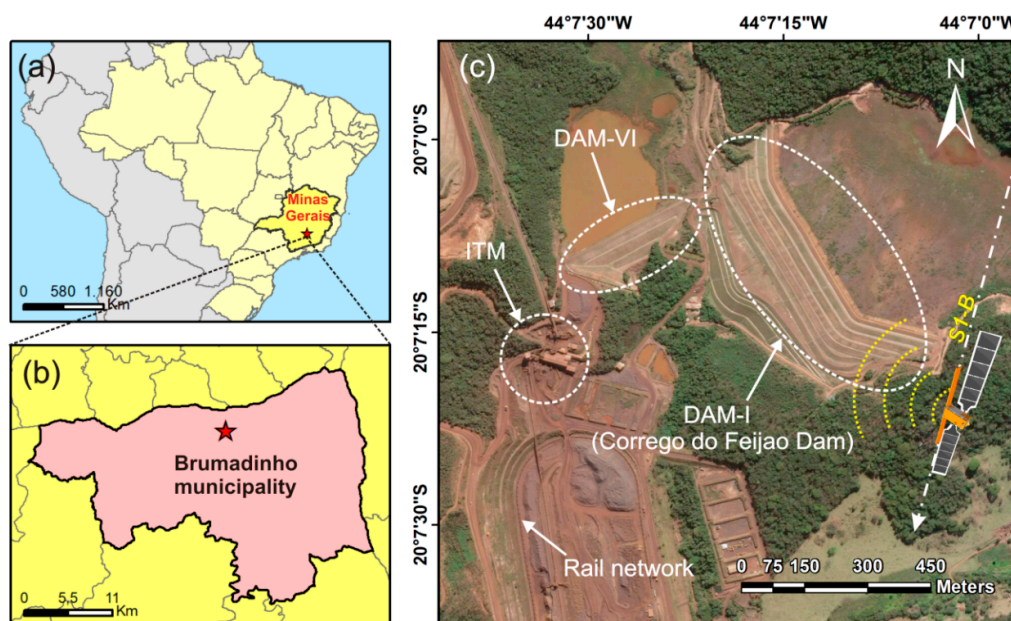 (a)
Minas
Gerais
0 580 1.160
Km
(b)
Brumadinho
municipality
0 5.5 11
Km
44°7'30"W 44°7'15"W 44°7'0"W
(c)
N
20°7'0"S
20°7'15"S
20°7'30"S
DAM-VI
ITM
S1-B
DAM-I
(Corrego do Feijao Dam)
Rail network
0 75 150 300 450
Meters